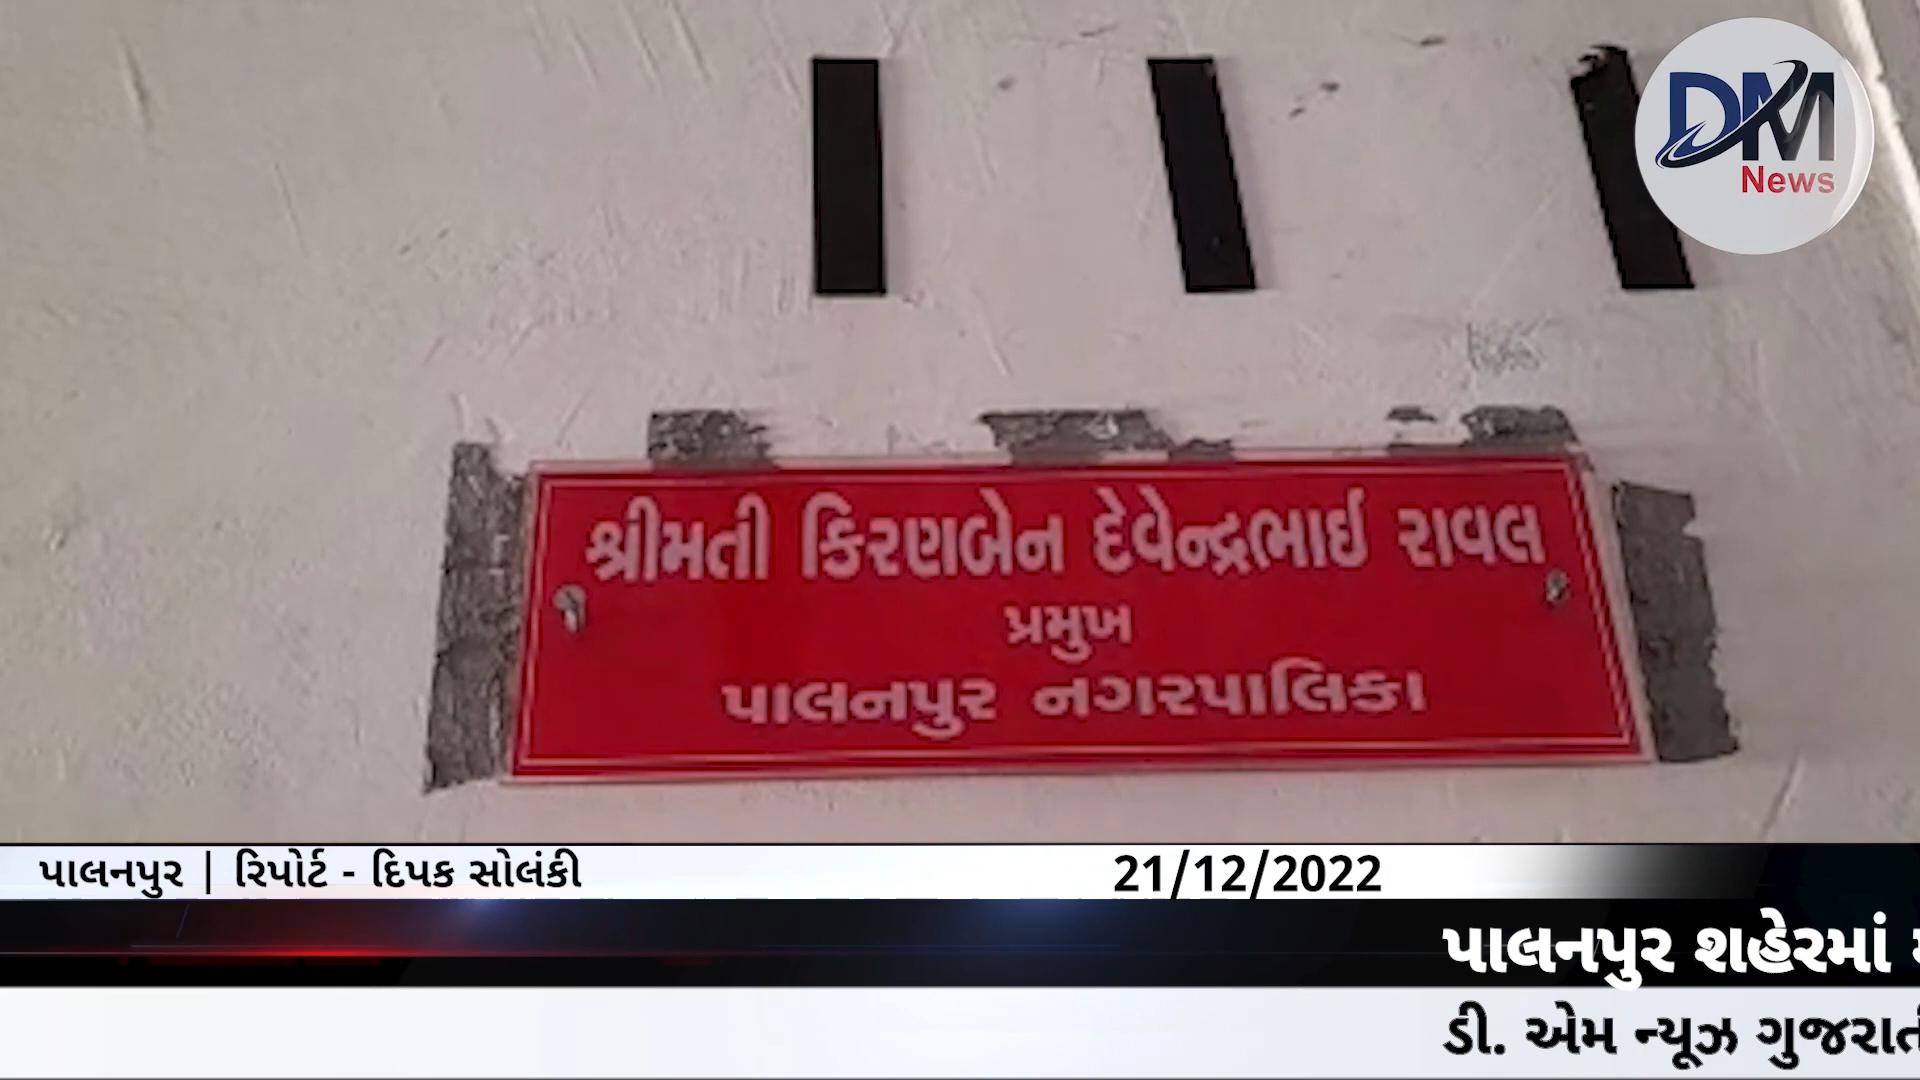 DM
News
શ્રીમતી કિરણબેન દેવેન્દ્રભાઈ રાવલ
પ્રમુખ
પાલનપુર નગરપાલિકા
પાલનપુર | રિપોર્ટ - દિપક સોલંકી
21/12/2022
પાલનપુર શહેરમાં
ડી. એમ ન્યૂઝ ગુજરાતી